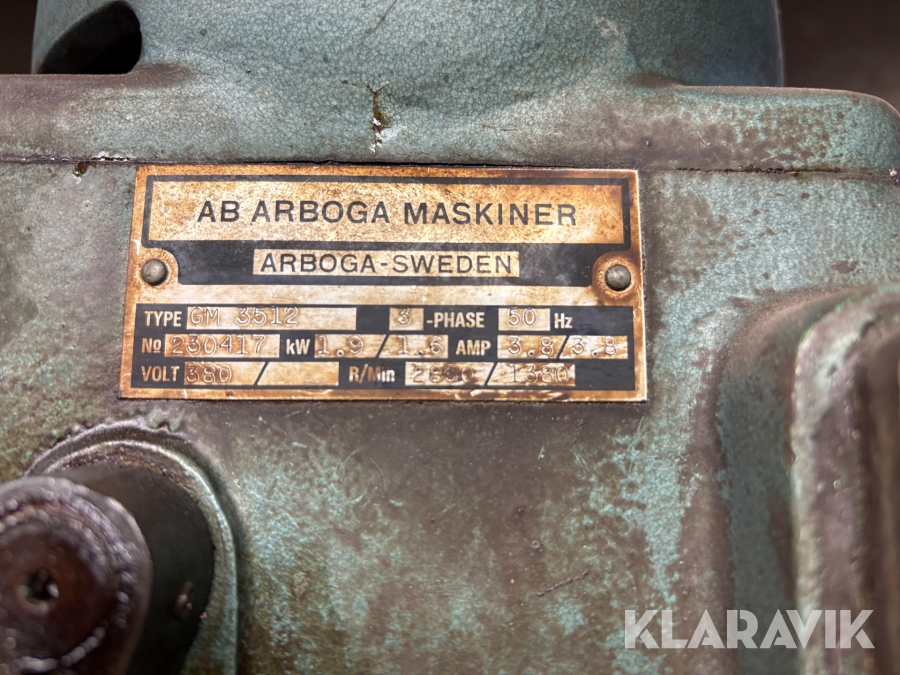 AB ARBOGA MASKINER
ARBOGA-SWEDEN
TYPE GM 3512 3 -PHASE 50 Hz
No 230417 kW 1.9 / 1.6 AMP 3.8 / 3.8
VOLT 380 / R/Min / 1380
KLARAVIK